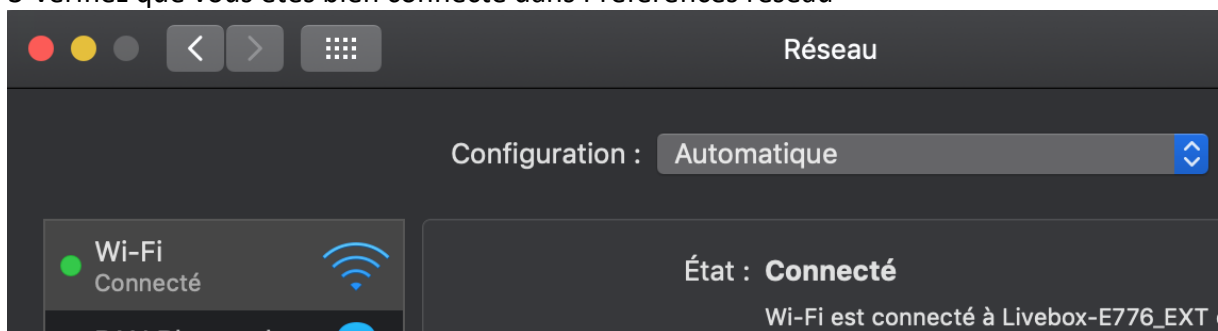 Réseau
Configuration : Automatique
Wi-Fi
Connecté
État : Connecté
Wi-Fi est connecté à Livebox-E776_EXT